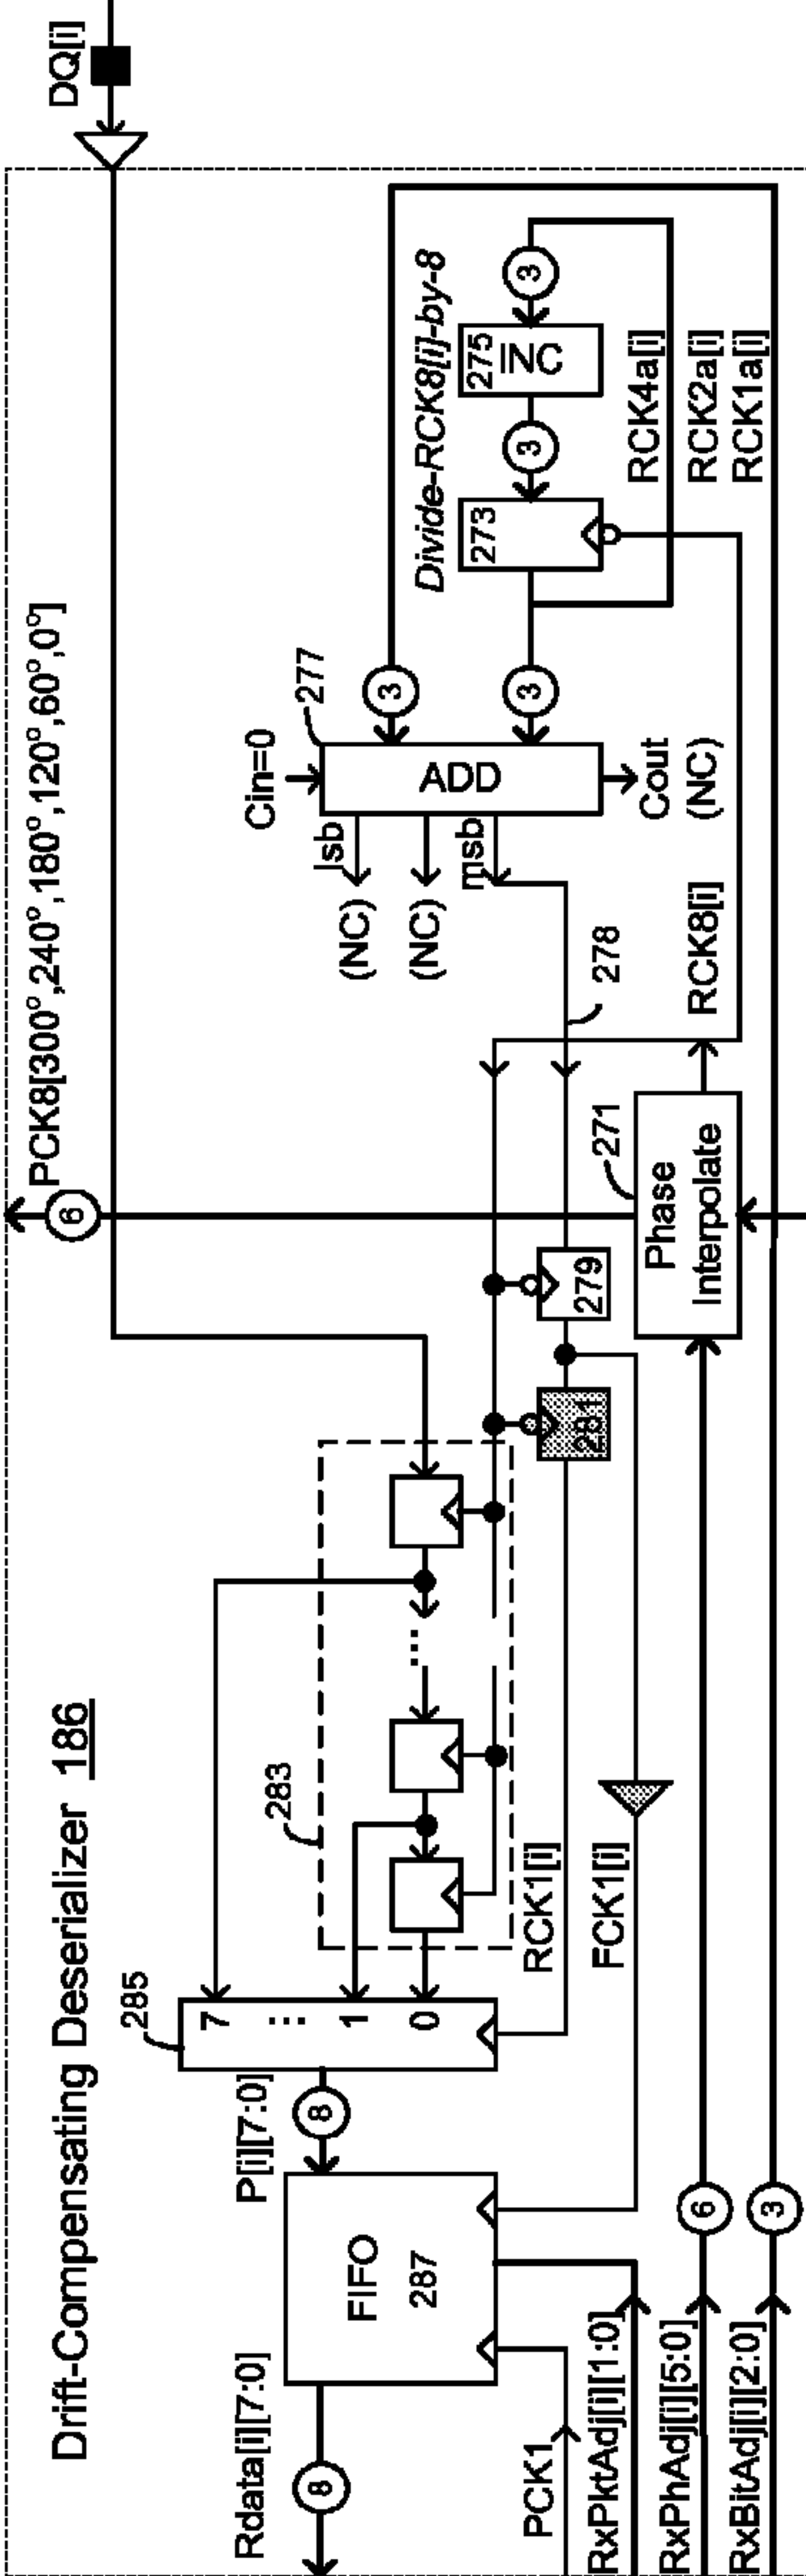 Drift-Compensating Deserializer 186
DQ[i]
PCK8[300°,240°,180°,120°,60°,0°]
6
285
7
⋮
1
0
283
...
Rdata[i][7:0]
8
P[i][7:0]
8
FIFO
287
PCK1
RxPktAdj[i][1:0]
RxPhAdj[i][5:0]
6
RxBitAdj[i][2:0]
3
RCK1[i]
FCK1[i]
281
279
271
Phase
Interpolate
RCK8[i]
278
(NC)
lsb
(NC)
msb
Cin=0
277
ADD
Cout
(NC)
3
3
Divide-RCK8[i]-by-8
273
3
275
INC
3
RCK4a[i]
RCK2a[i]
RCK1a[i]